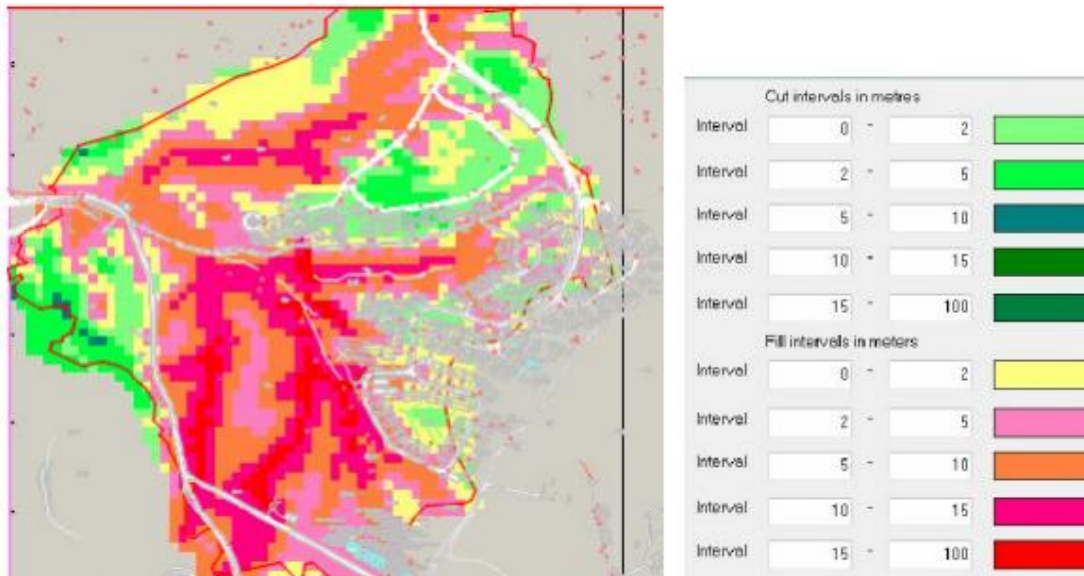 Cut intervals in metres
Interval 0 - 2
Interval 2 - 5
Interval 5 - 10
Interval 10 - 15
Interval 15 - 100
Fill intervals in meters
Interval 0 - 2
Interval 2 - 5
Interval 5 - 10
Interval 10 - 15
Interval 15 - 100